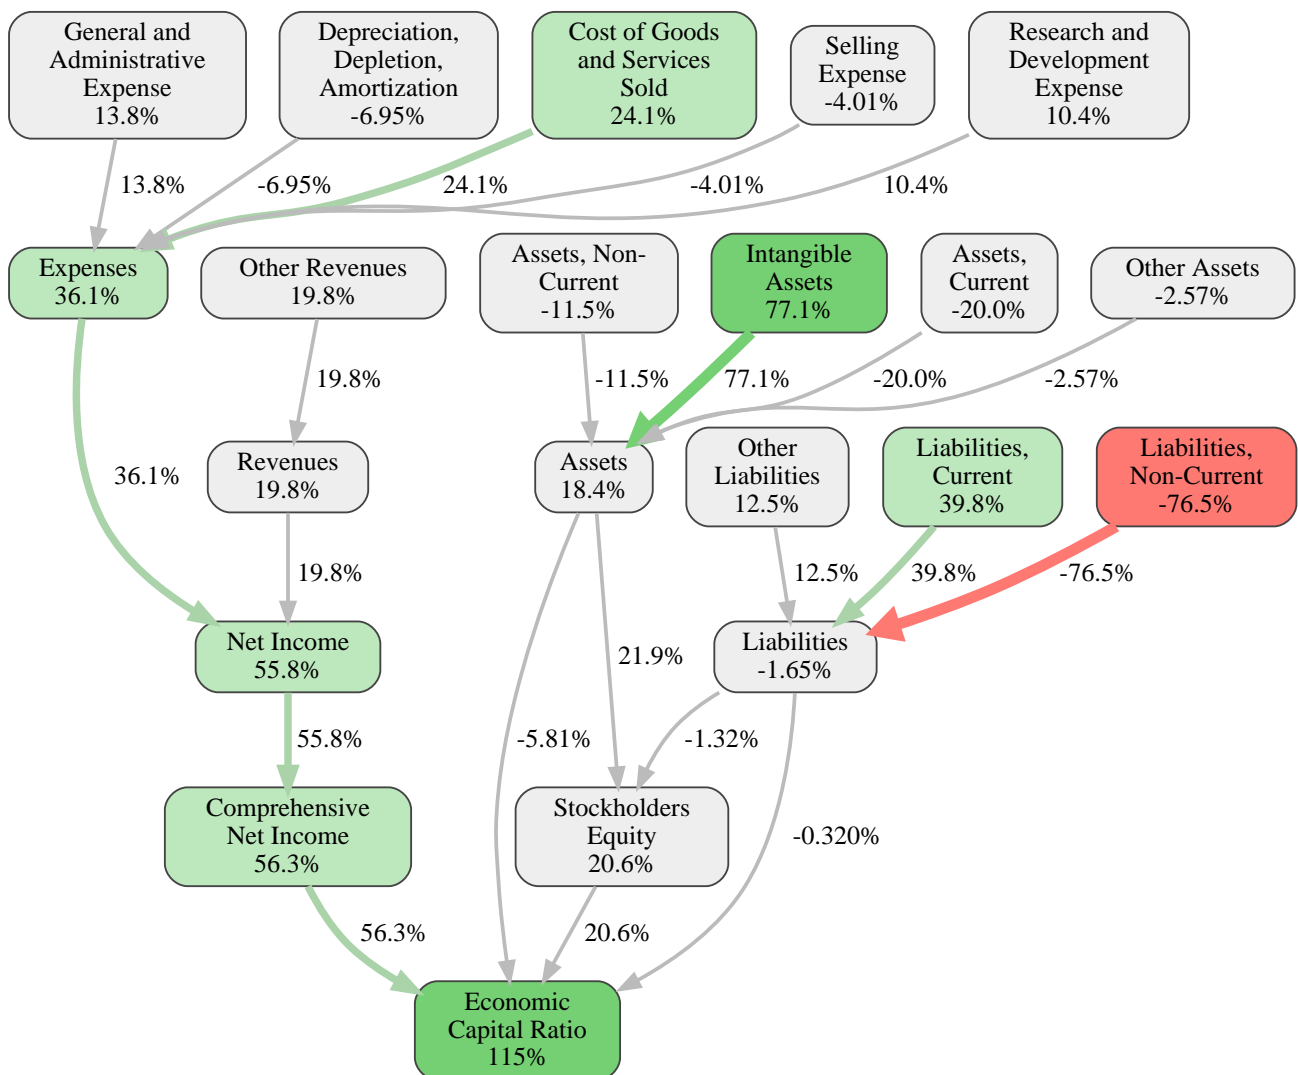 General and
Administrative
Expense
13.8%
Depreciation,
Depletion,
Amortization
-6.95%
Cost of Goods
and Services
Sold
24.1%
Selling
Expense
-4.01%
Research and
Development
Expense
10.4%
13.8%
-6.95%
24.1%
-4.01%
10.4%
Expenses
36.1%
Other Revenues
19.8%
Assets, Non-
Current
-11.5%
Intangible
Assets
77.1%
Assets,
Current
-20.0%
Other Assets
-2.57%
19.8%
-11.5%
77.1%
-20.0%
-2.57%
36.1%
Revenues
19.8%
Assets
18.4%
Other
Liabilities
12.5%
Liabilities,
Current
39.8%
Liabilities,
Non-Current
-76.5%
19.8%
12.5%
39.8%
-76.5%
Net Income
55.8%
21.9%
Liabilities
-1.65%
55.8%
-5.81%
-1.32%
Comprehensive
Net Income
56.3%
Stockholders
Equity
20.6%
-0.320%
56.3%
20.6%
Economic
Capital Ratio
115%